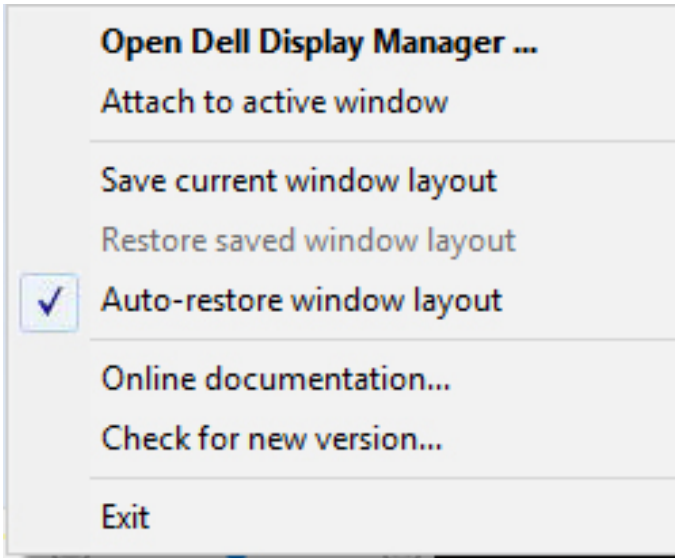 Open Dell Display Manager ...
Attach to active window
Save current window layout
Restore saved window layout
Auto-restore window layout
Online documentation...
Check for new version...
Exit